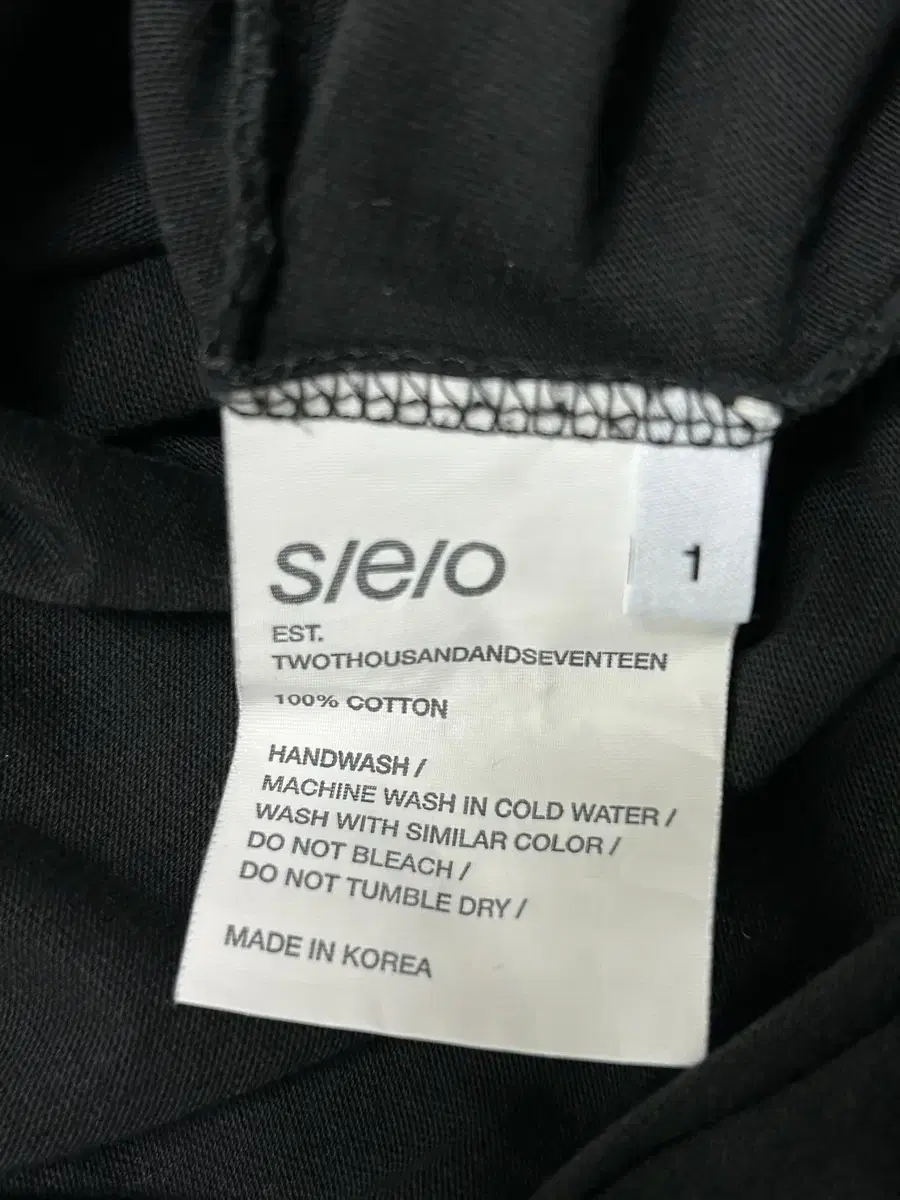 s/e/o
1
EST.
TWOTHOUSANDANDSEVENTEEN
100% COTTON
HANDWASH /
MACHINE WASH IN COLD WATER /
WASH WITH SIMILAR COLOR /
DO NOT BLEACH /
DO NOT TUMBLE DRY /
MADE IN KOREA